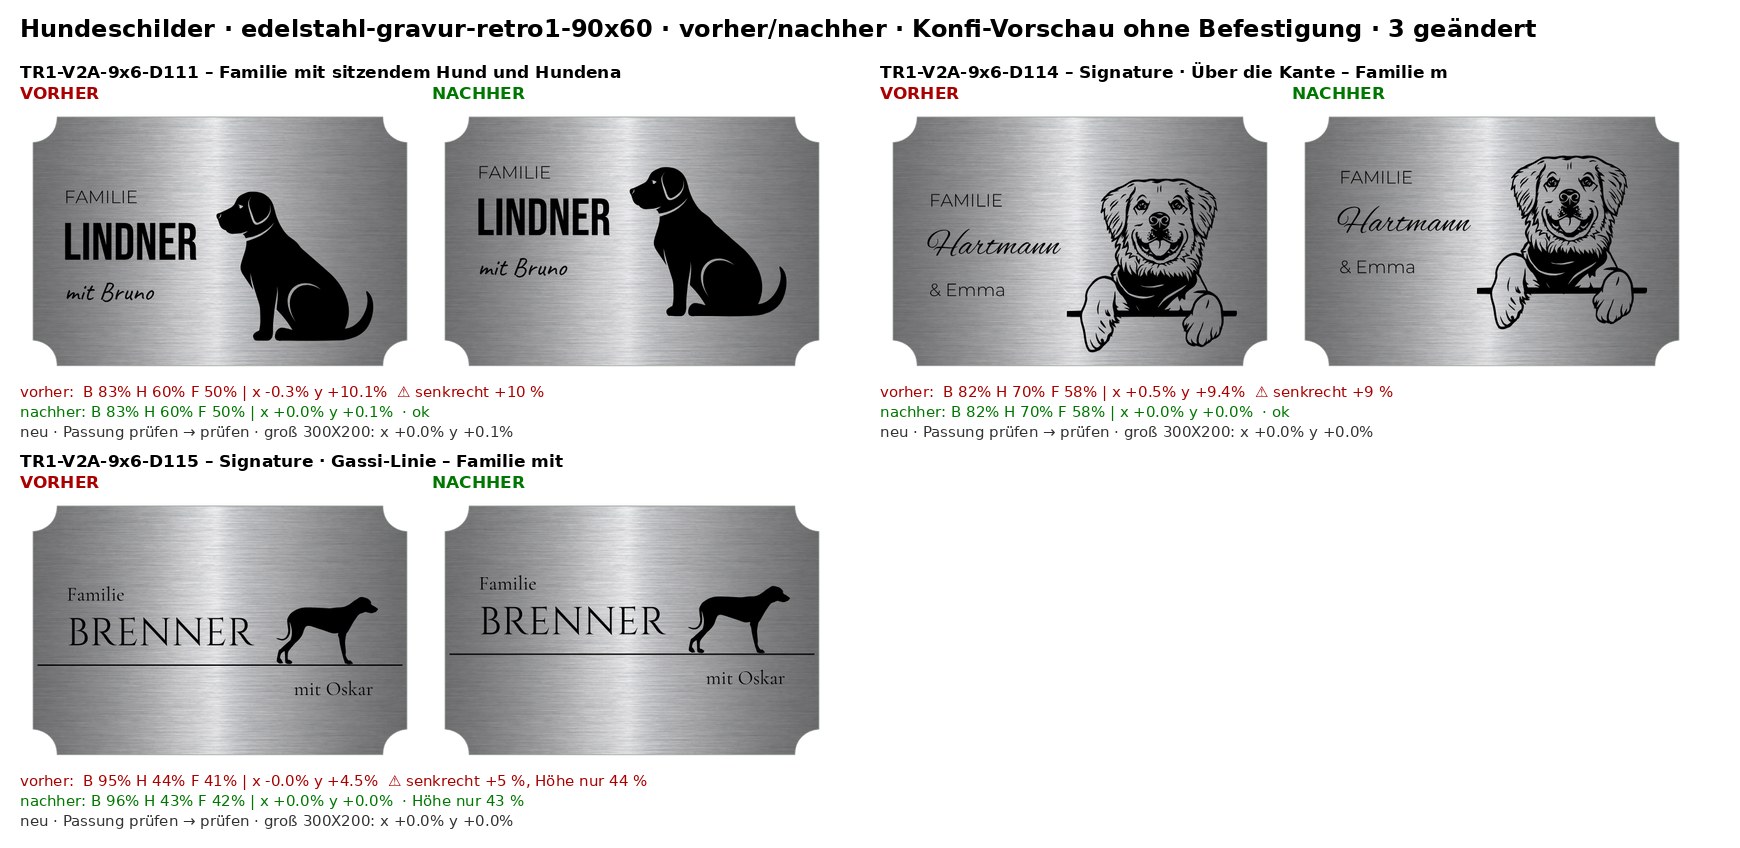 Hundeschilder · edelstahl-gravur-retro1-90x60 · vorher/nachher · Konfi-Vorschau ohne Befestigung · 3 geändert
TR1-V2A-9x6-D111 – Familie mit sitzendem Hund und Hundena
VORHER
NACHHER
FAMILIE
LINDNER
mit Bruno
FAMILIE
LINDNER
mit Bruno
vorher:  B 83% H 60% F 50% | x -0.3% y +10.1%  ⚠ senkrecht +10 %
nachher: B 83% H 60% F 50% | x +0.0% y +0.1%  · ok
neu · Passung prüfen → prüfen · groß 300X200: x +0.0% y +0.1%
TR1-V2A-9x6-D114 – Signature · Über die Kante – Familie m
VORHER
NACHHER
FAMILIE
Hartmann
& Emma
FAMILIE
Hartmann
& Emma
vorher:  B 82% H 70% F 58% | x +0.5% y +9.4%  ⚠ senkrecht +9 %
nachher: B 82% H 70% F 58% | x +0.0% y +0.0%  · ok
neu · Passung prüfen → prüfen · groß 300X200: x +0.0% y +0.0%
TR1-V2A-9x6-D115 – Signature · Gassi-Linie – Familie mit
VORHER
NACHHER
Familie
BRENNER
mit Oskar
Familie
BRENNER
mit Oskar
vorher:  B 95% H 44% F 41% | x -0.0% y +4.5%  ⚠ senkrecht +5 %, Höhe nur 44 %
nachher: B 96% H 43% F 42% | x +0.0% y +0.0%  · Höhe nur 43 %
neu · Passung prüfen → prüfen · groß 300X200: x +0.0% y +0.0%